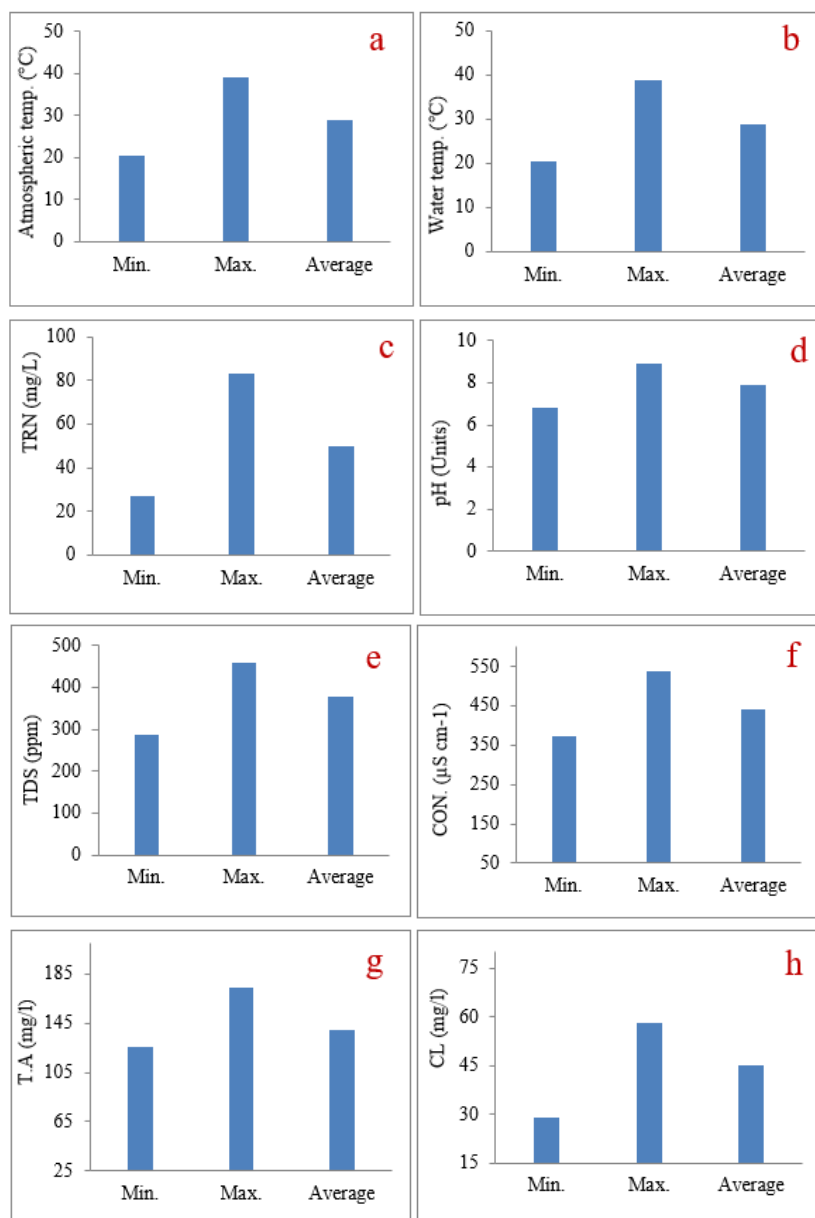 a
Atmospheric temp. (°C)
50
40
30
20
10
0
Min. Max. Average
b
Water temp. (°C)
50
40
30
20
10
0
Min. Max. Average
c
TRN (mg/L)
100
80
60
40
20
0
Min. Max. Average
d
pH (Units)
10
8
6
4
2
0
Min. Max. Average
e
TDS (ppm)
500
400
300
200
100
0
Min. Max. Average
f
CON. (µS cm-1)
550
450
350
250
150
50
Min. Max. Average
g
T.A (mg/l)
185
145
105
65
25
Min. Max. Average
h
CL (mg/l)
75
60
45
30
15
Min. Max. Average